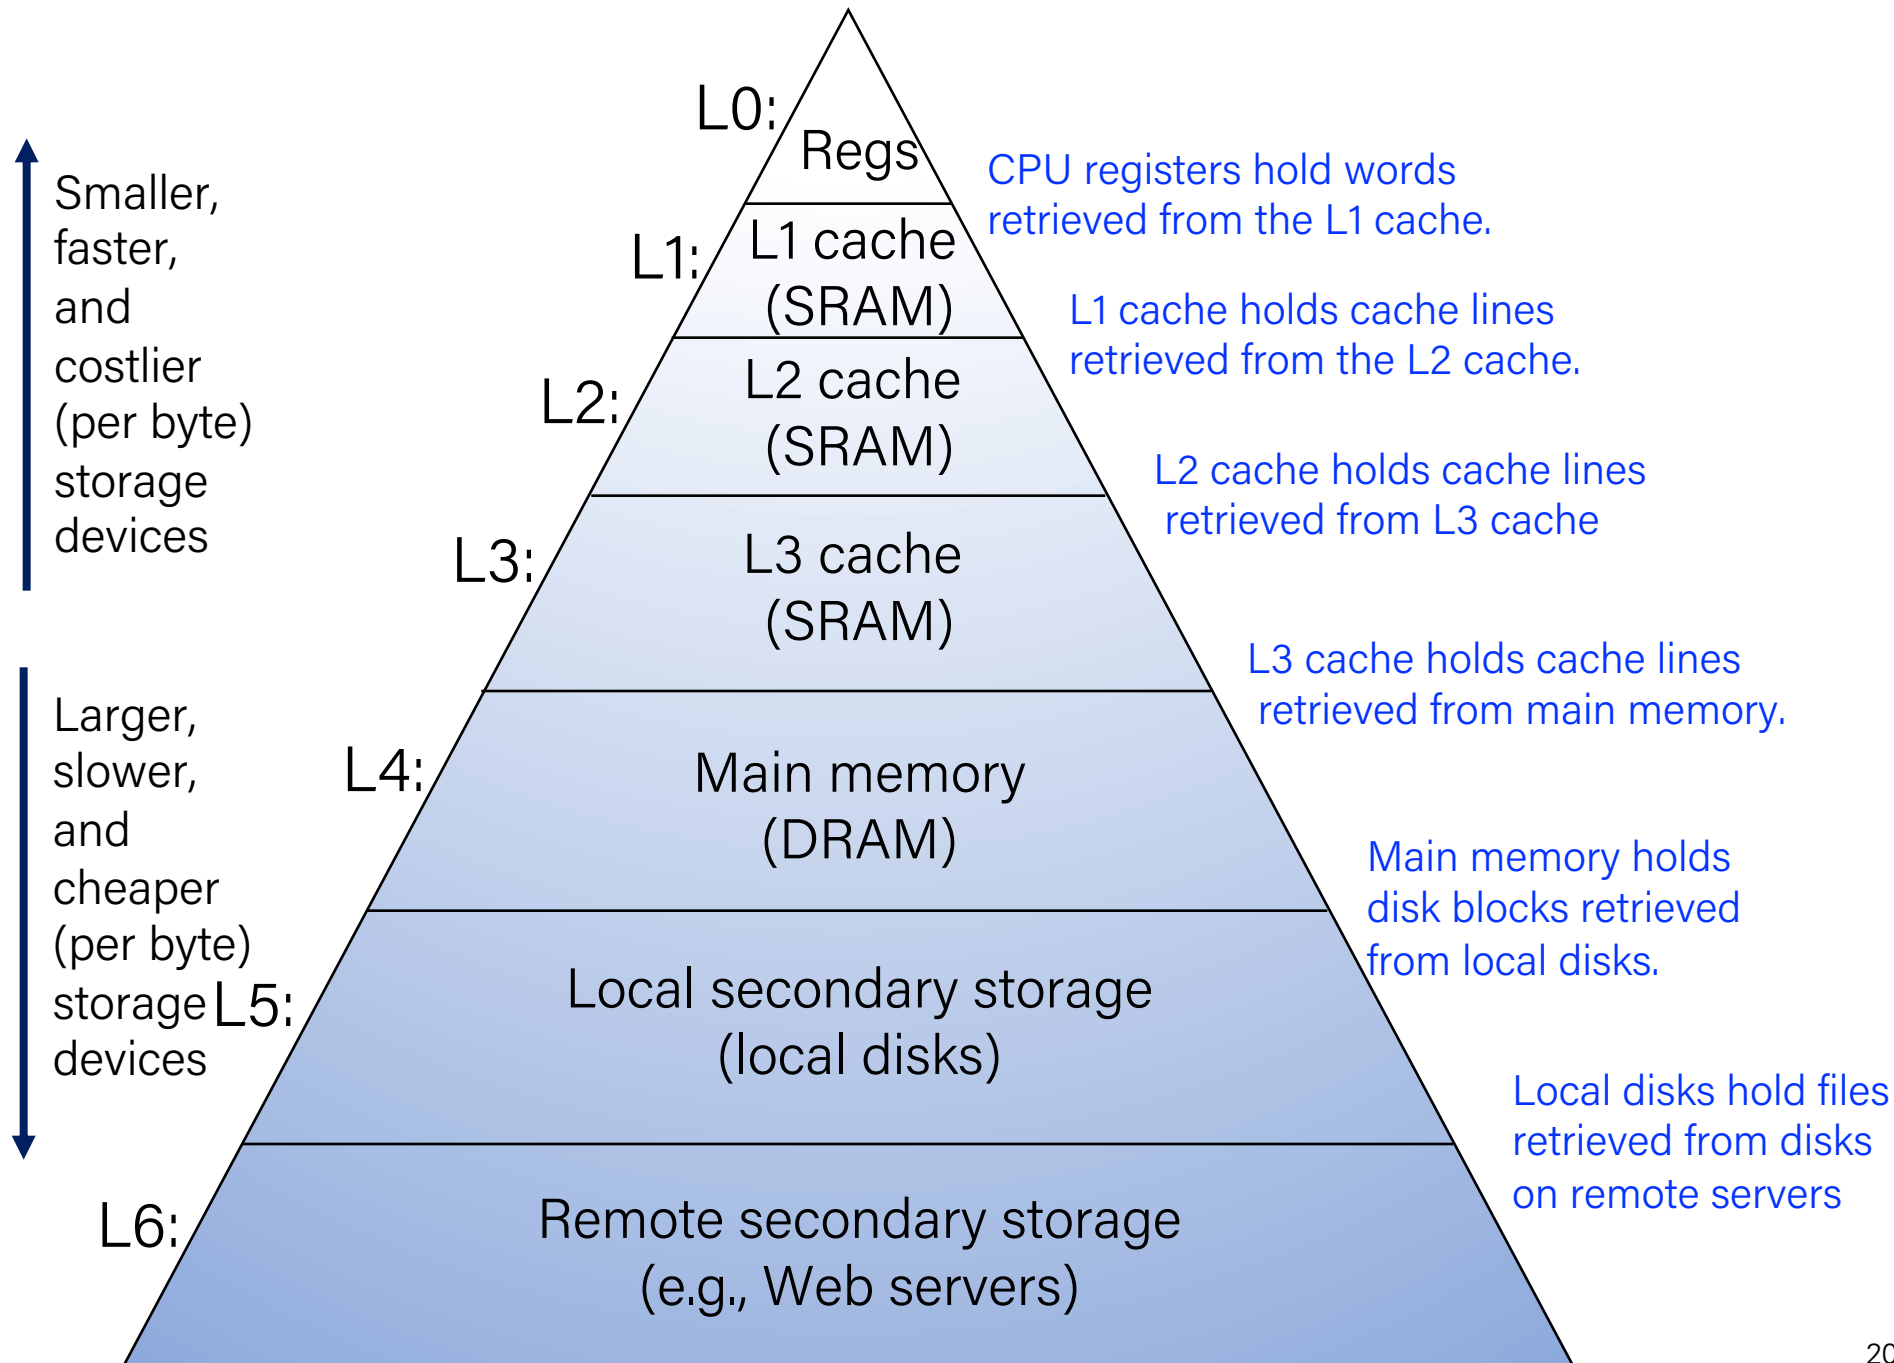 L0:
Regs
CPU registers hold words
retrieved from the L1 cache.
Smaller,
faster,
and
costlier
(per byte)
storage
devices
L1:
L1 cache
(SRAM)
L1 cache holds cache lines
retrieved from the L2 cache.
L2:
L2 cache
(SRAM)
L2 cache holds cache lines
retrieved from L3 cache
L3:
L3 cache
(SRAM)
L3 cache holds cache lines
retrieved from main memory.
Larger,
slower,
and
cheaper
(per byte)
storage
devices
L4:
Main memory
(DRAM)
Main memory holds
disk blocks retrieved
from local disks.
L5:
Local secondary storage
(local disks)
Local disks hold files
retrieved from disks
on remote servers
L6:
Remote secondary storage
(e.g., Web servers)
20